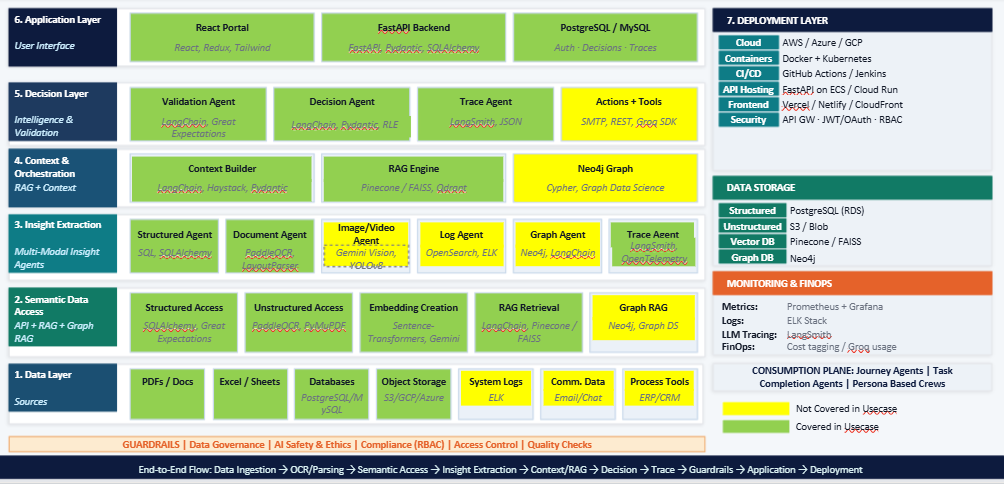 6. Application Layer
User Interface
React Portal
React, Redux, Tailwind
FastAPI Backend
FastAPI, Pydantic, SQLAlchemy
PostgreSQL / MySQL
Auth · Decisions · Traces
5. Decision Layer
Intelligence &
Validation
Validation Agent
LangChain, Great
Expectations
Decision Agent
LangChain, Pydantic, RLE
Trace Agent
LangSmith, JSON
Actions + Tools
SMTP, REST, Groq SDK
4. Context &
Orchestration
RAG + Context
Context Builder
LangChain, Haystack, Pydantic
RAG Engine
Pinecone / FAISS, Qdrant
Neo4j Graph
Cypher, Graph Data Science
3. Insight Extraction
Multi-Modal Insight
Agents
Structured Agent
SQL, SQLAlchemy
Document Agent
PaddleOCR,
LayoutParser
Image/Video
Agent
Gemini Vision,
YOLOv8
Log Agent
OpenSearch, ELK
Graph Agent
Neo4j, LangChain
Trace Agent
LangSmith,
OpenTelemetry
2. Semantic Data
Access
API + RAG + Graph
RAG
Structured Access
SQLAlchemy, Great
Expectations
Unstructured Access
PaddleOCR, PyMuPDF
Embedding Creation
Sentence-
Transformers, Gemini
RAG Retrieval
LangChain, Pinecone /
FAISS
Graph RAG
Neo4j, Graph DS
1. Data Layer
Sources
PDFs / Docs
Excel / Sheets
Databases
PostgreSQL/M
ySQL
Object Storage
S3/GCP/Azure
System Logs
ELK
Comm. Data
Email/Chat
Process Tools
ERP/CRM
GUARDRAILS | Data Governance | AI Safety & Ethics | Compliance (RBAC) | Access Control | Quality Checks
7. DEPLOYMENT LAYER
Cloud AWS / Azure / GCP
Containers Docker + Kubernetes
CI/CD GitHub Actions / Jenkins
API Hosting FastAPI on ECS / Cloud Run
Frontend Vercel / Netlify / CloudFront
Security API GW · JWT/OAuth · RBAC
DATA STORAGE
Structured PostgreSQL (RDS)
Unstructured S3 / Blob
Vector DB Pinecone / FAISS
Graph DB Neo4j
MONITORING & FINOPS
Metrics: Prometheus + Grafana
Logs: ELK Stack
LLM Tracing: LangSmith
FinOps: Cost tagging / Groq usage
CONSUMPTION PLANE: Journey Agents | Task
Completion Agents | Persona Based Crews
Not Covered in Usecase
Covered in Usecase
End-to-End Flow: Data Ingestion → OCR/Parsing → Semantic Access → Insight Extraction → Context/RAG → Decision → Trace → Guardrails → Application → Deployment